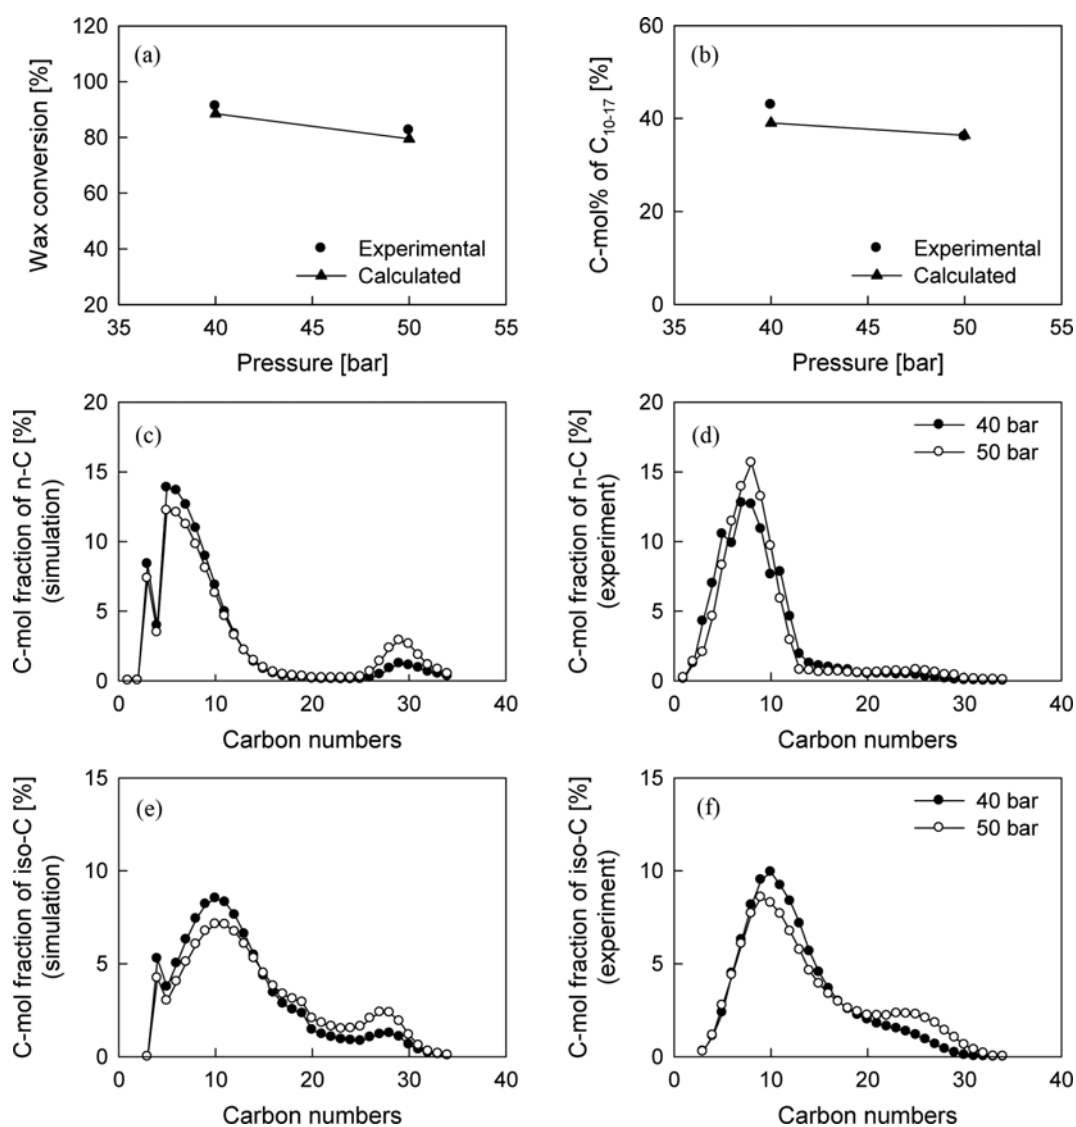 (a)
Wax conversion [%]
120
100
80
60
40
20
Experimental
Calculated
35 40 45 50 55
Pressure [bar]
(b)
C-mol% of C10-17 [%]
60
40
20
0
Experimental
Calculated
35 40 45 50 55
Pressure [bar]
(c)
C-mol fraction of n-C [%]
(simulation)
20
15
10
5
0
0 10 20 30 40
Carbon numbers
(d)
C-mol fraction of n-C [%]
(experiment)
20
15
10
5
0
40 bar
50 bar
0 10 20 30 40
Carbon numbers
(e)
C-mol fraction of iso-C [%]
(simulation)
15
10
5
0
0 10 20 30 40
Carbon numbers
(f)
C-mol fraction of iso-C [%]
(experiment)
15
10
5
0
40 bar
50 bar
0 10 20 30 40
Carbon numbers